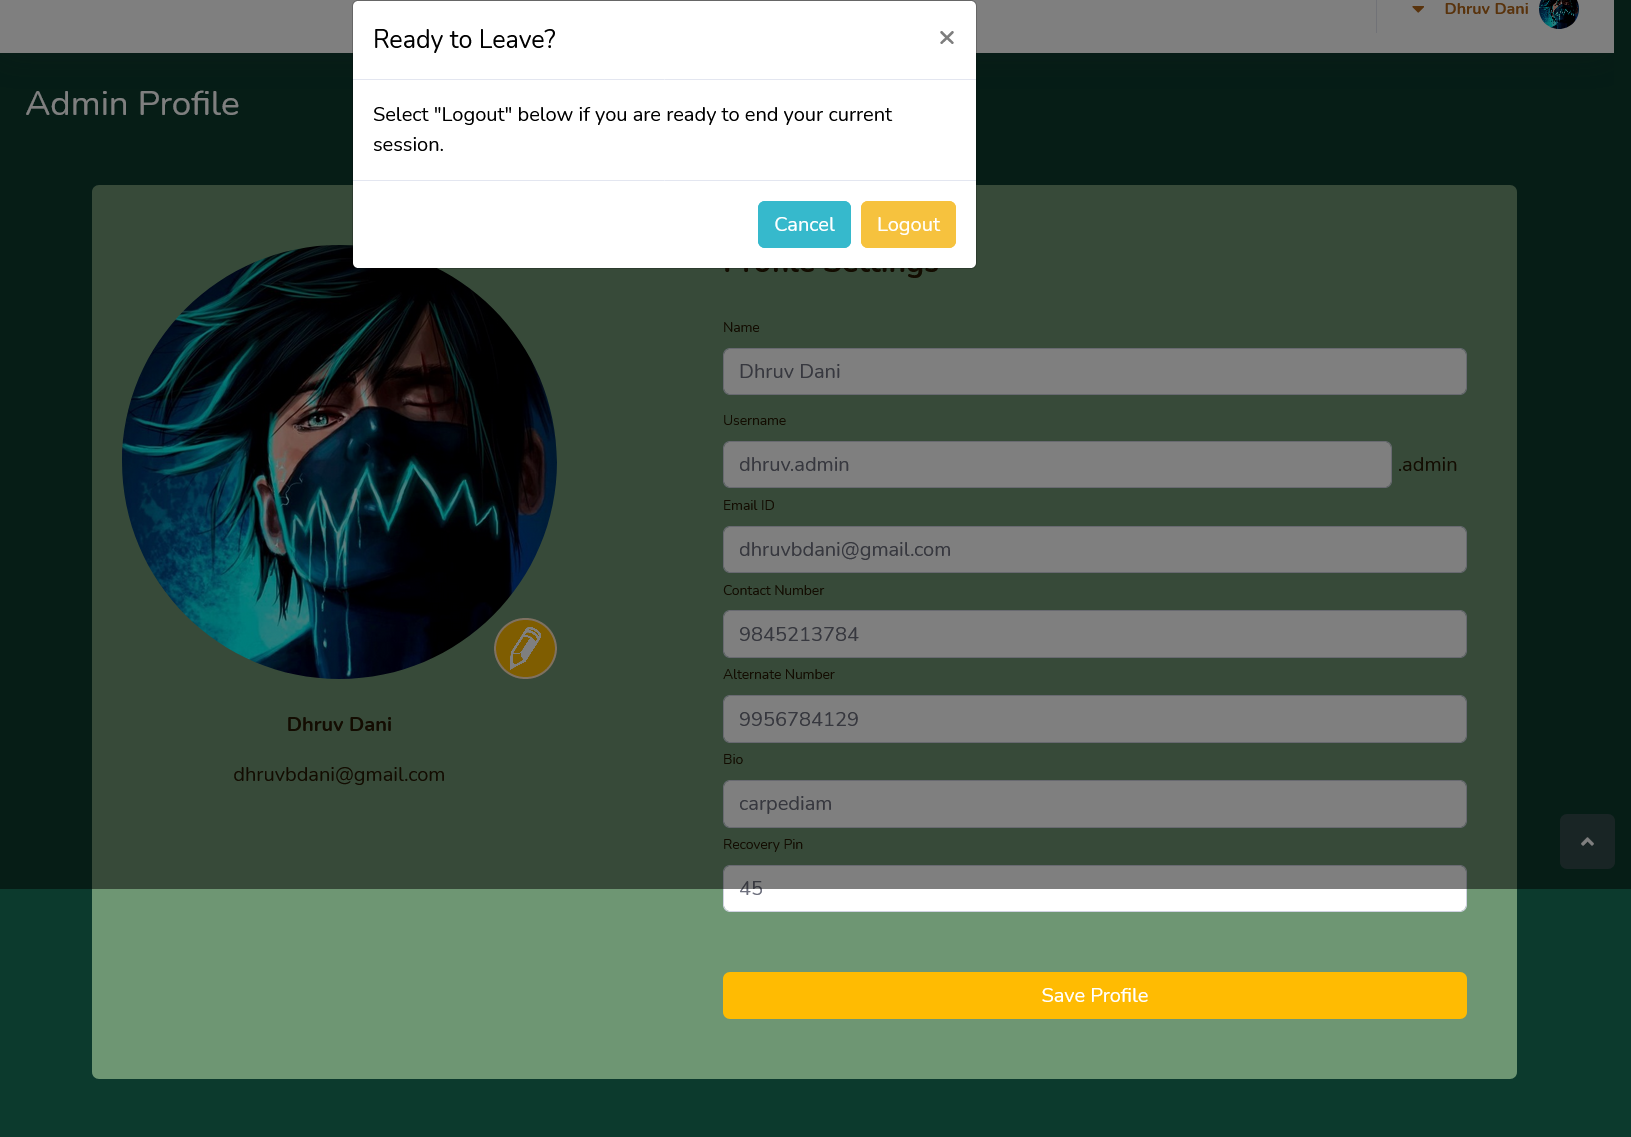 Dhruv Dani
Ready to Leave?
×
Select "Logout" below if you are ready to end your current
session.
Cancel
Logout
Admin Profile
Dhruv Dani
dhruvbdani@gmail.com
Profile Settings
Name
Dhruv Dani
Username
dhruv.admin
.admin
Email ID
dhruvbdani@gmail.com
Contact Number
9845213784
Alternate Number
9956784129
Bio
carpediam
Recovery Pin
45
Save Profile